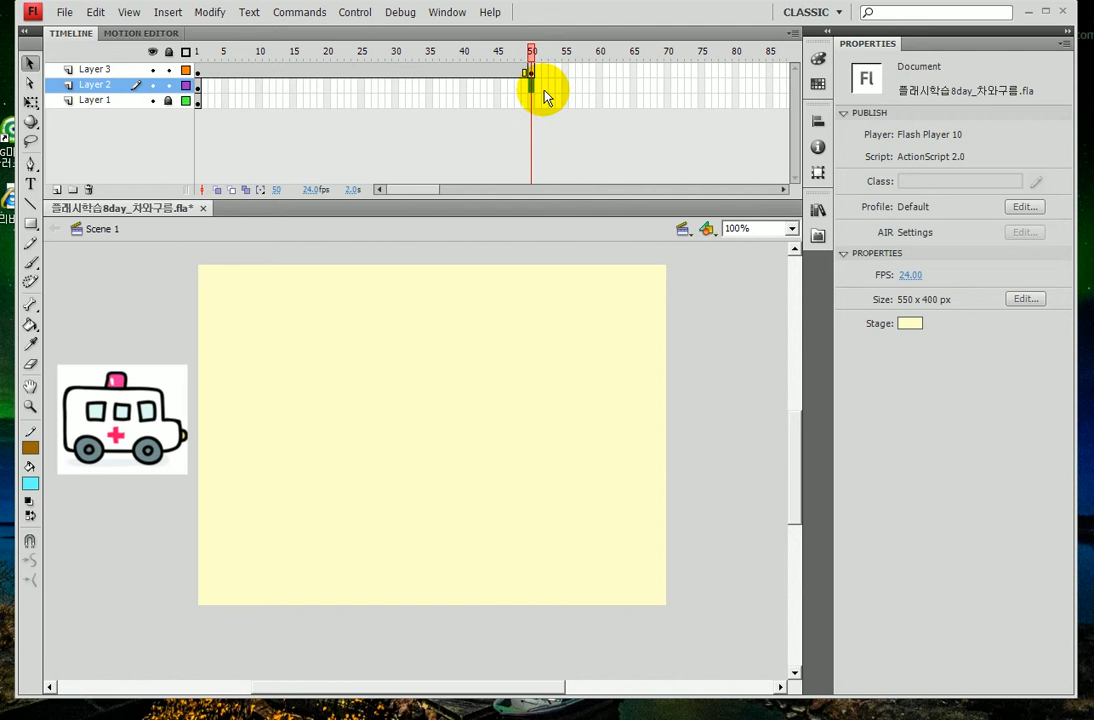 Fl File Edit View Insert Modify Text Commands Control Debug Window Help CLASSIC
TIMELINE MOTION EDITOR PROPERTIES
1 5 10 15 20 25 30 35 40 45 50 55 60 65 70 75 80 85
Layer 3
Layer 2
Layer 1
50 24.0fps 2.0s
플래시학습8day_차와구름.fla* ×
Scene 1 100%
Document
Fl 플래시학습8day_차와구름.fla
PUBLISH
Player: Flash Player 10
Script: ActionScript 2.0
Class:
Profile: Default Edit...
AIR Settings Edit...
PROPERTIES
FPS: 24.00
Size: 550 x 400 px Edit...
Stage: